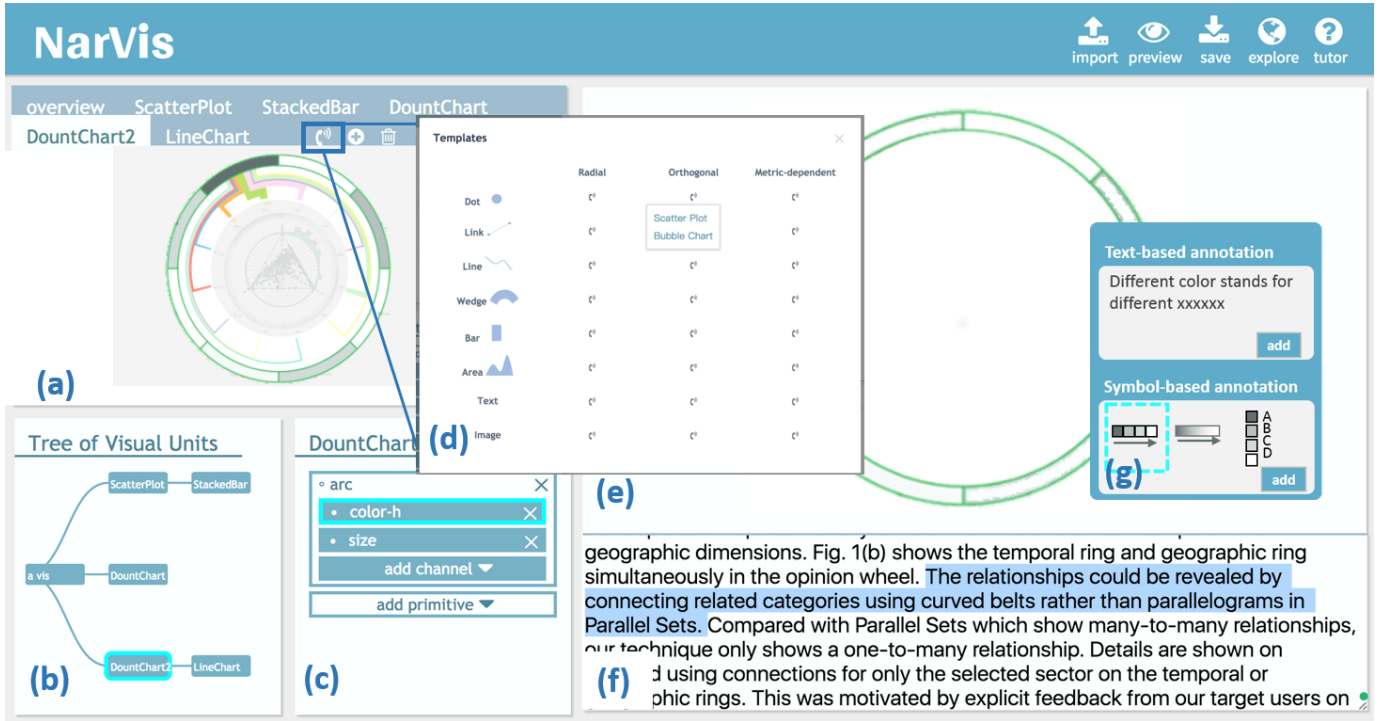 NarVis
import preview save explore tutor
overview ScatterPlot StackedBar DountChart
DountChart2 LineChart
(a)
Templates
Radial Orthogonal Metric-dependent
Dot
Link
Line
Wedge
Bar
Area
Text
Image
Scatter Plot
Bubble Chart
(d)
Text-based annotation
Different color stands for
different xxxxxx
add
Symbol-based annotation
A
B
C
D
add
(g)
(e)
Tree of Visual Units
ScatterPlot StackedBar
a vis DountChart
DountChart2 LineChart
(b)
DountChart
arc
color-h
size
add channel
add primitive
(c)
geographic dimensions. Fig. 1(b) shows the temporal ring and geographic ring
simultaneously in the opinion wheel. The relationships could be revealed by
connecting related categories using curved belts rather than parallelograms in
Parallel Sets. Compared with Parallel Sets which show many-to-many relationships,
our technique only shows a one-to-many relationship. Details are shown on
d using connections for only the selected sector on the temporal or
phic rings. This was motivated by explicit feedback from our target users on
(f)